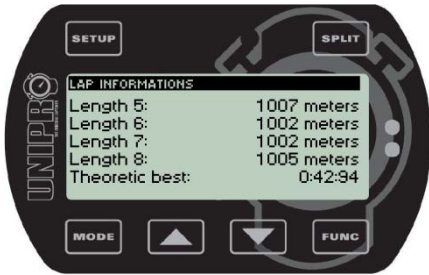 SETUP
SPLIT
UNIPRO
LAP INFORMATIONS
Length 5: 1007 meters
Length 6: 1002 meters
Length 7: 1002 meters
Length 8: 1005 meters
Theoretic best: 0:42:94
MODE
FUNC